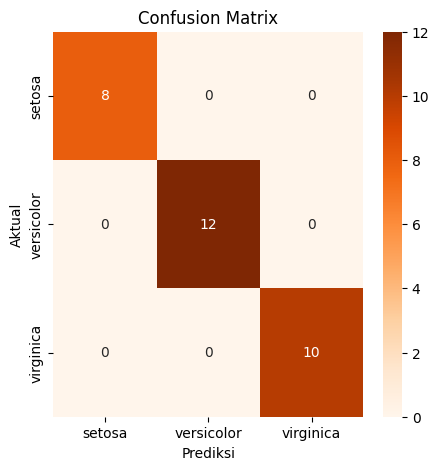 Confusion Matrix
setosa
8 0 0
versicolor
0 12 0
virginica
0 0 10
Aktual
setosa versicolor virginica
Prediksi
12
10
8
6
4
2
0